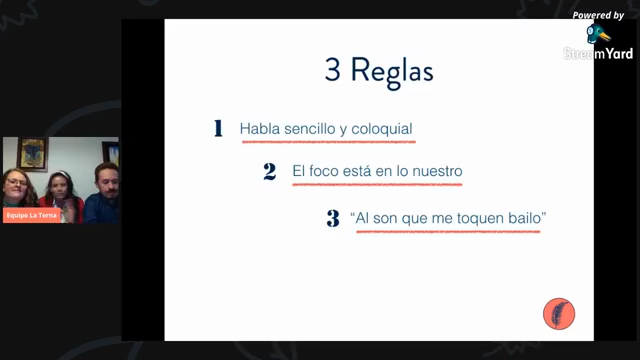 Powered by
StreamYard
3 Reglas
1 Habla sencillo y coloquial
2 El foco está en lo nuestro
3 “Al son que me toquen bailo”
Equipo La Torna